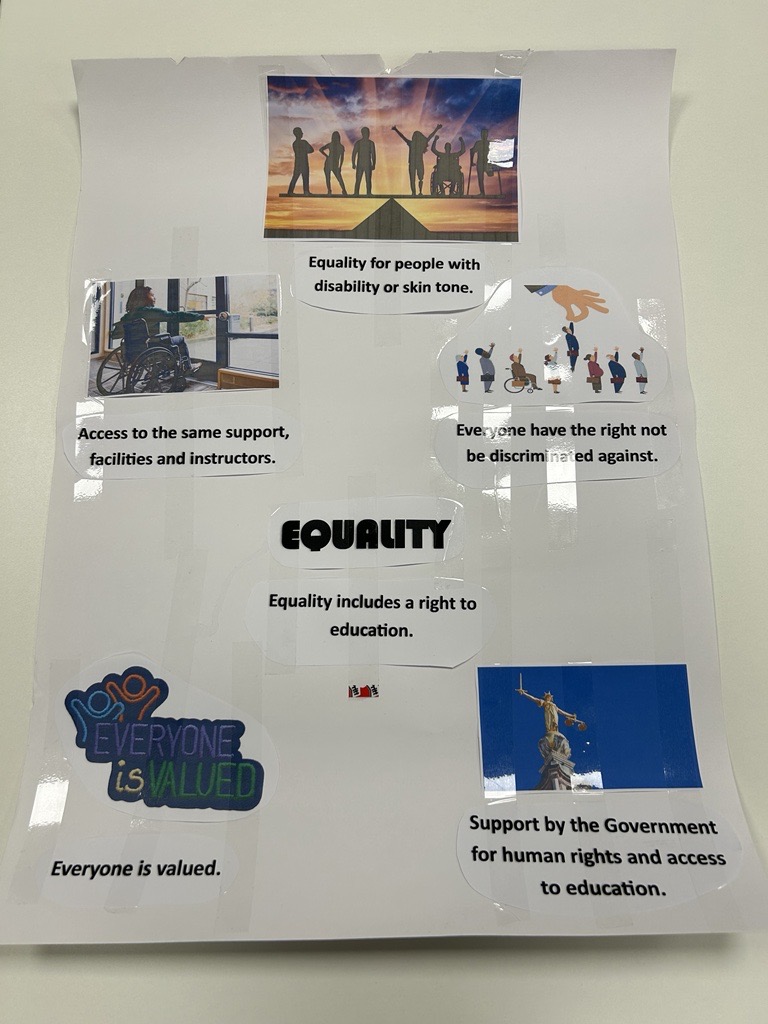 Equality for people with
disability or skin tone.
Access to the same support,
facilities and instructors.
Everyone have the right not
be discriminated against.
EQUALITY
Equality includes a right to
education.
EVERYONE
is VALUED
Everyone is valued.
Support by the Government
for human rights and access
to education.